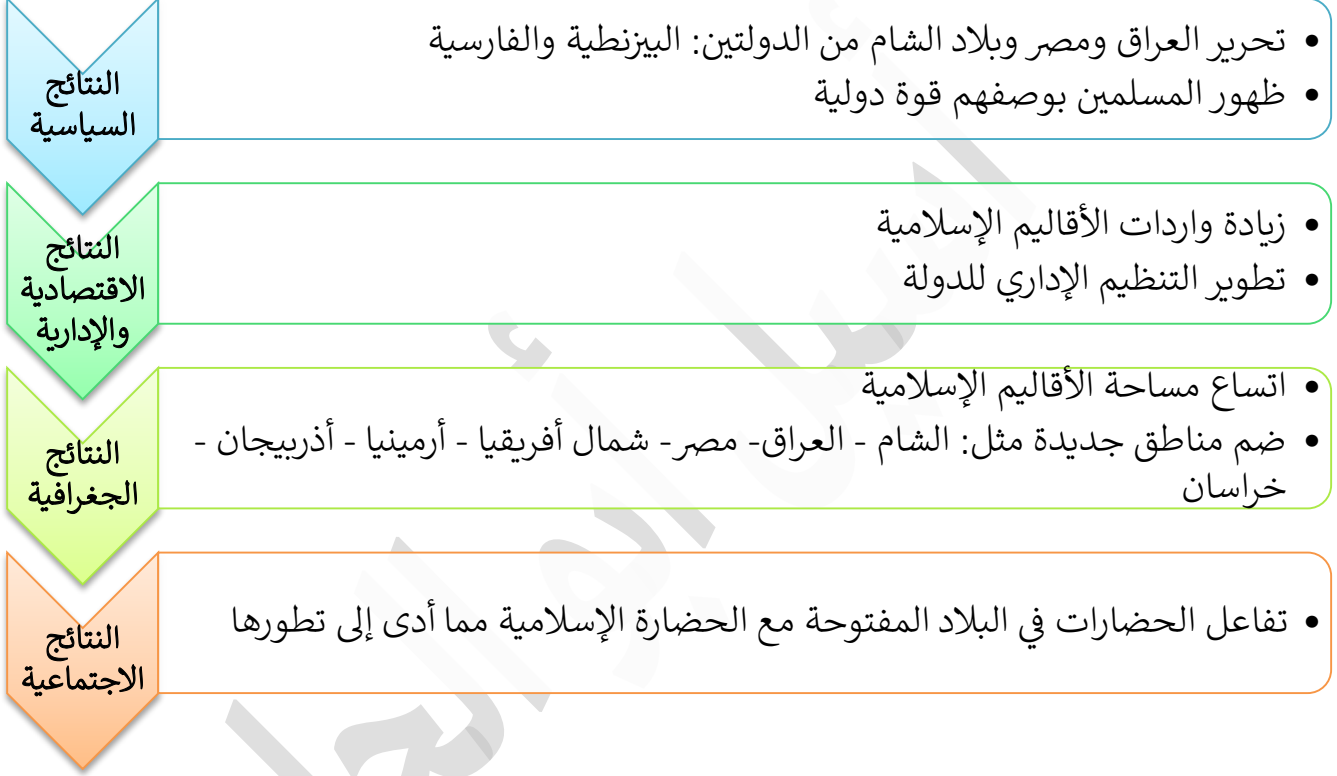 النتائج
السياسية
• تحرير العراق ومصر وبلاد الشام من الدولتين: البيزنطية والفارسية
• ظهور المسلمين بوصفهم قوة دولية
النتائج
الاقتصادية
والإدارية
• زيادة واردات الأقاليم الإسلامية
• تطوير التنظيم الإداري للدولة
النتائج
الجغرافية
• اتساع مساحة الأقاليم الإسلامية
• ضم مناطق جديدة مثل: الشام - العراق- مصر- شمال أفريقيا - أرمينيا - أذربيجان -
خراسان
النتائج
الاجتماعية
• تفاعل الحضارات في البلاد المفتوحة مع الحضارة الإسلامية مما أدى إلى تطورها